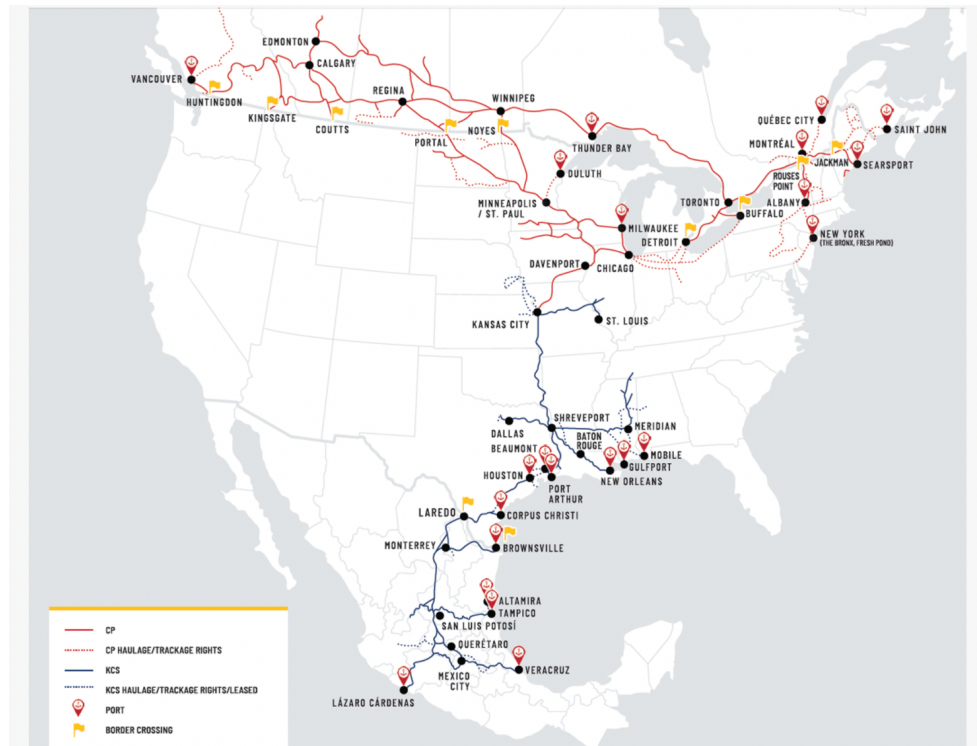 EDMONTON
CALGARY
VANCOUVER
HUNTINGDON
KINGSGATE
COUTTS
REGINA
WINNIPEG
PORTAL
NOYES
THUNDER BAY
DULUTH
MINNEAPOLIS
/ ST. PAUL
QUÉBEC CITY
SAINT JOHN
MONTRÉAL
JACKMAN
SEARSPORT
ROUSES
POINT
ALBANY
TORONTO
BUFFALO
MILWAUKEE
DETROIT
NEW YORK
(THE BRONX, FRESH POND)
DAVENPORT
CHICAGO
KANSAS CITY
ST. LOUIS
SHREVEPORT
DALLAS
MERIDIAN
BATON
ROUGE
BEAUMONT
MOBILE
GULFPORT
HOUSTON
NEW ORLEANS
PORT
ARTHUR
LAREDO
CORPUS CHRISTI
MONTERREY
BROWNSVILLE
ALTAMIRA
TAMPICO
SAN LUIS POTOSÍ
QUERÉTARO
MEXICO
CITY
VERACRUZ
LÁZARO CÁRDENAS
CP
CP HAULAGE/TRACKAGE RIGHTS
KCS
KCS HAULAGE/TRACKAGE RIGHTS/LEASED
PORT
BORDER CROSSING